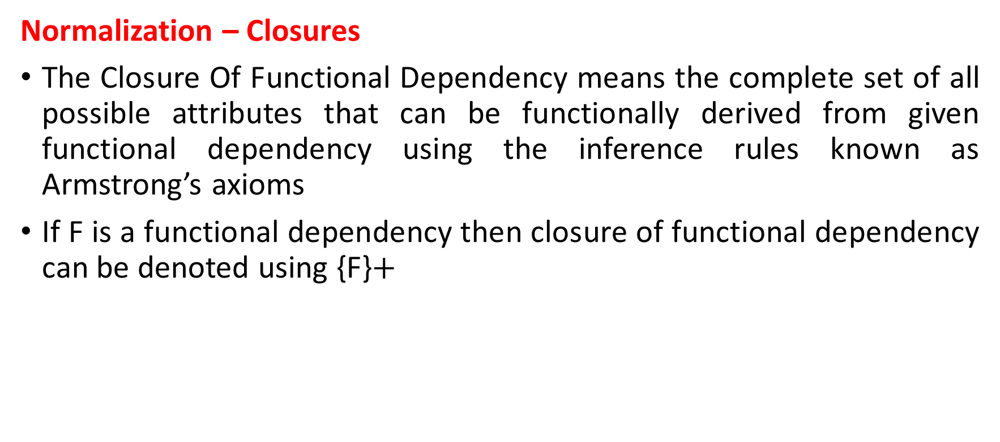 Normalization – Closures
• The Closure Of Functional Dependency means the complete set of all
possible attributes that can be functionally derived from given
functional dependency using the inference rules known as
Armstrong’s axioms
• If F is a functional dependency then closure of functional dependency
can be denoted using {F}+